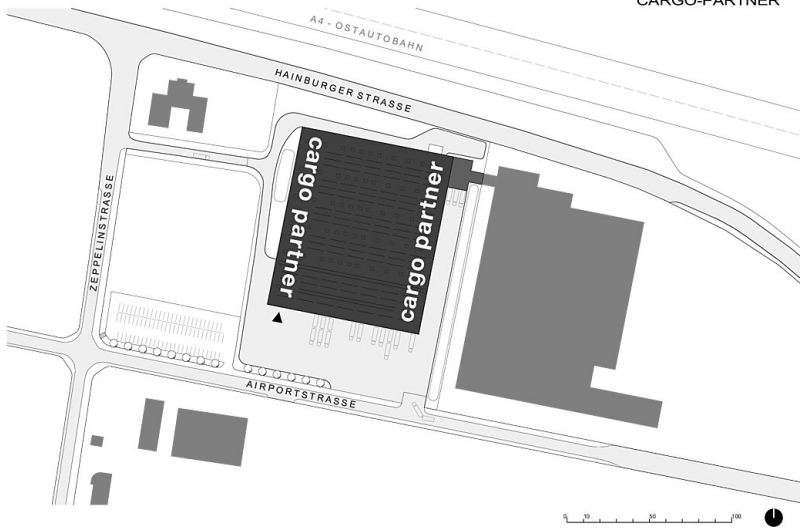 CARGO-PARTNER
A4 - OSTAUTOBAHN
HAINBURGER STRASSE
cargo partner
cargo partner
ZEPPELINSTRASSE
AIRPORTSTRASSE
0 10 50 100